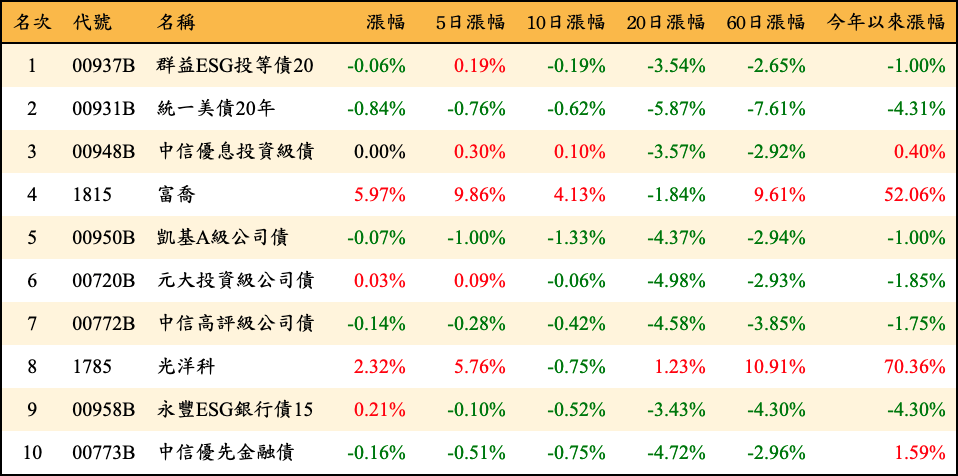 名次 代號 名稱 漲幅 5日漲幅 10日漲幅 20日漲幅 60日漲幅 今年以來漲幅
1 00937B 群益ESG投等債20 -0.06% 0.19% -0.19% -3.54% -2.65% -1.00%
2 00931B 統一美債20年 -0.84% -0.76% -0.62% -5.87% -7.61% -4.31%
3 00948B 中信優息投資級債 0.00% 0.30% 0.10% -3.57% -2.92% 0.40%
4 1815 富喬 5.97% 9.86% 4.13% -1.84% 9.61% 52.06%
5 00950B 凱基A級公司債 -0.07% -1.00% -1.33% -4.37% -2.94% -1.00%
6 00720B 元大投資級公司債 0.03% 0.09% -0.06% -4.98% -2.93% -1.85%
7 00772B 中信高評級公司債 -0.14% -0.28% -0.42% -4.58% -3.85% -1.75%
8 1785 光洋科 2.32% 5.76% -0.75% 1.23% 10.91% 70.36%
9 00958B 永豐ESG銀行債15 0.21% -0.10% -0.52% -3.43% -4.30% -4.30%
10 00773B 中信優先金融債 -0.16% -0.51% -0.75% -4.72% -2.96% 1.59%